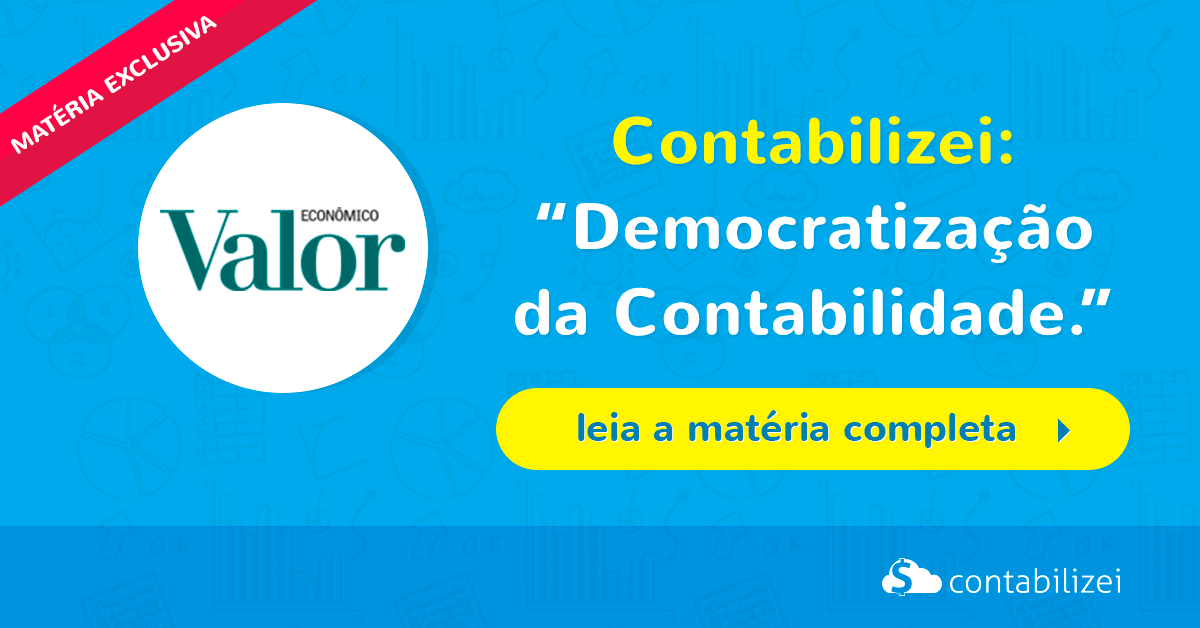 MATÉRIA EXCLUSIVA
ECONÔMICO
Valor
Contabilizei:
“Democratização
da Contabilidade.”
leia a matéria completa
contabilizei